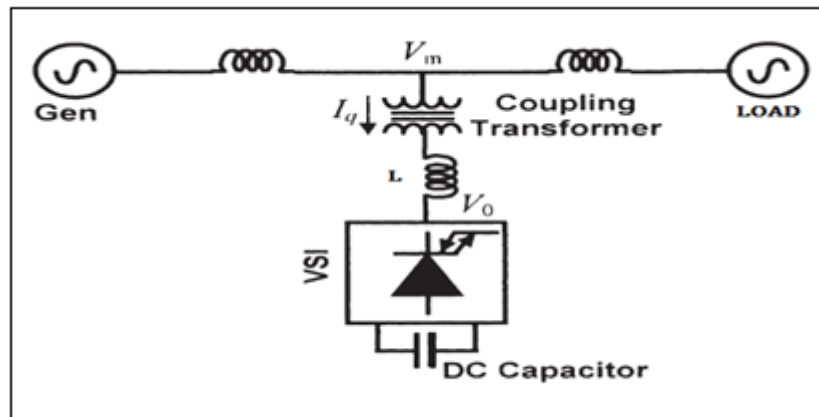 Vm
Gen
Iq
Coupling
Transformer
LOAD
L
V0
VSI
DC Capacitor